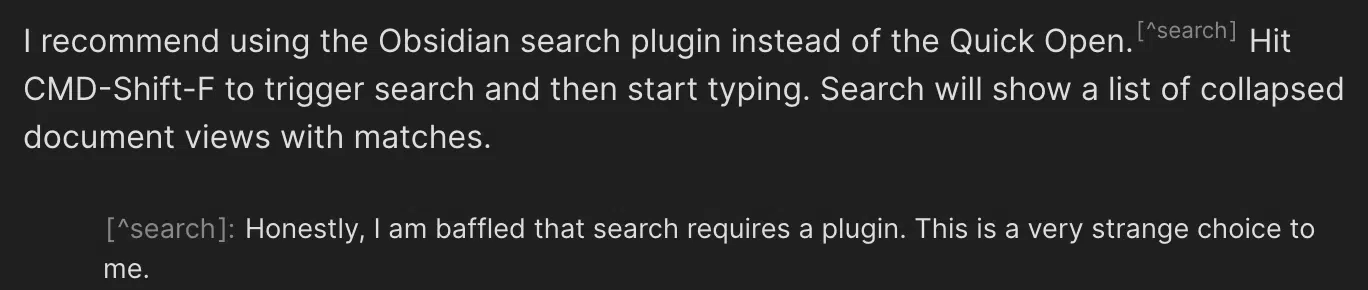 I recommend using the Obsidian search plugin instead of the Quick Open.[^search] Hit
CMD-Shift-F to trigger search and then start typing. Search will show a list of collapsed
document views with matches.
[^search]: Honestly, I am baffled that search requires a plugin. This is a very strange choice to
me.